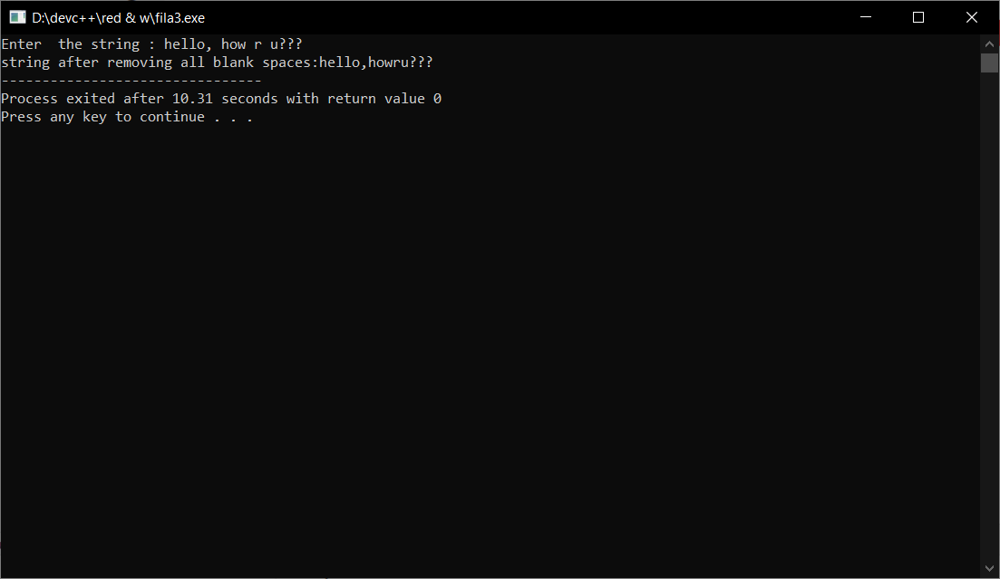 D:\devc++\red & w\fila3.exe
Enter  the string : hello, how r u???
string after removing all blank spaces:hello,howru???
--------------------------------
Process exited after 10.31 seconds with return value 0
Press any key to continue . . .